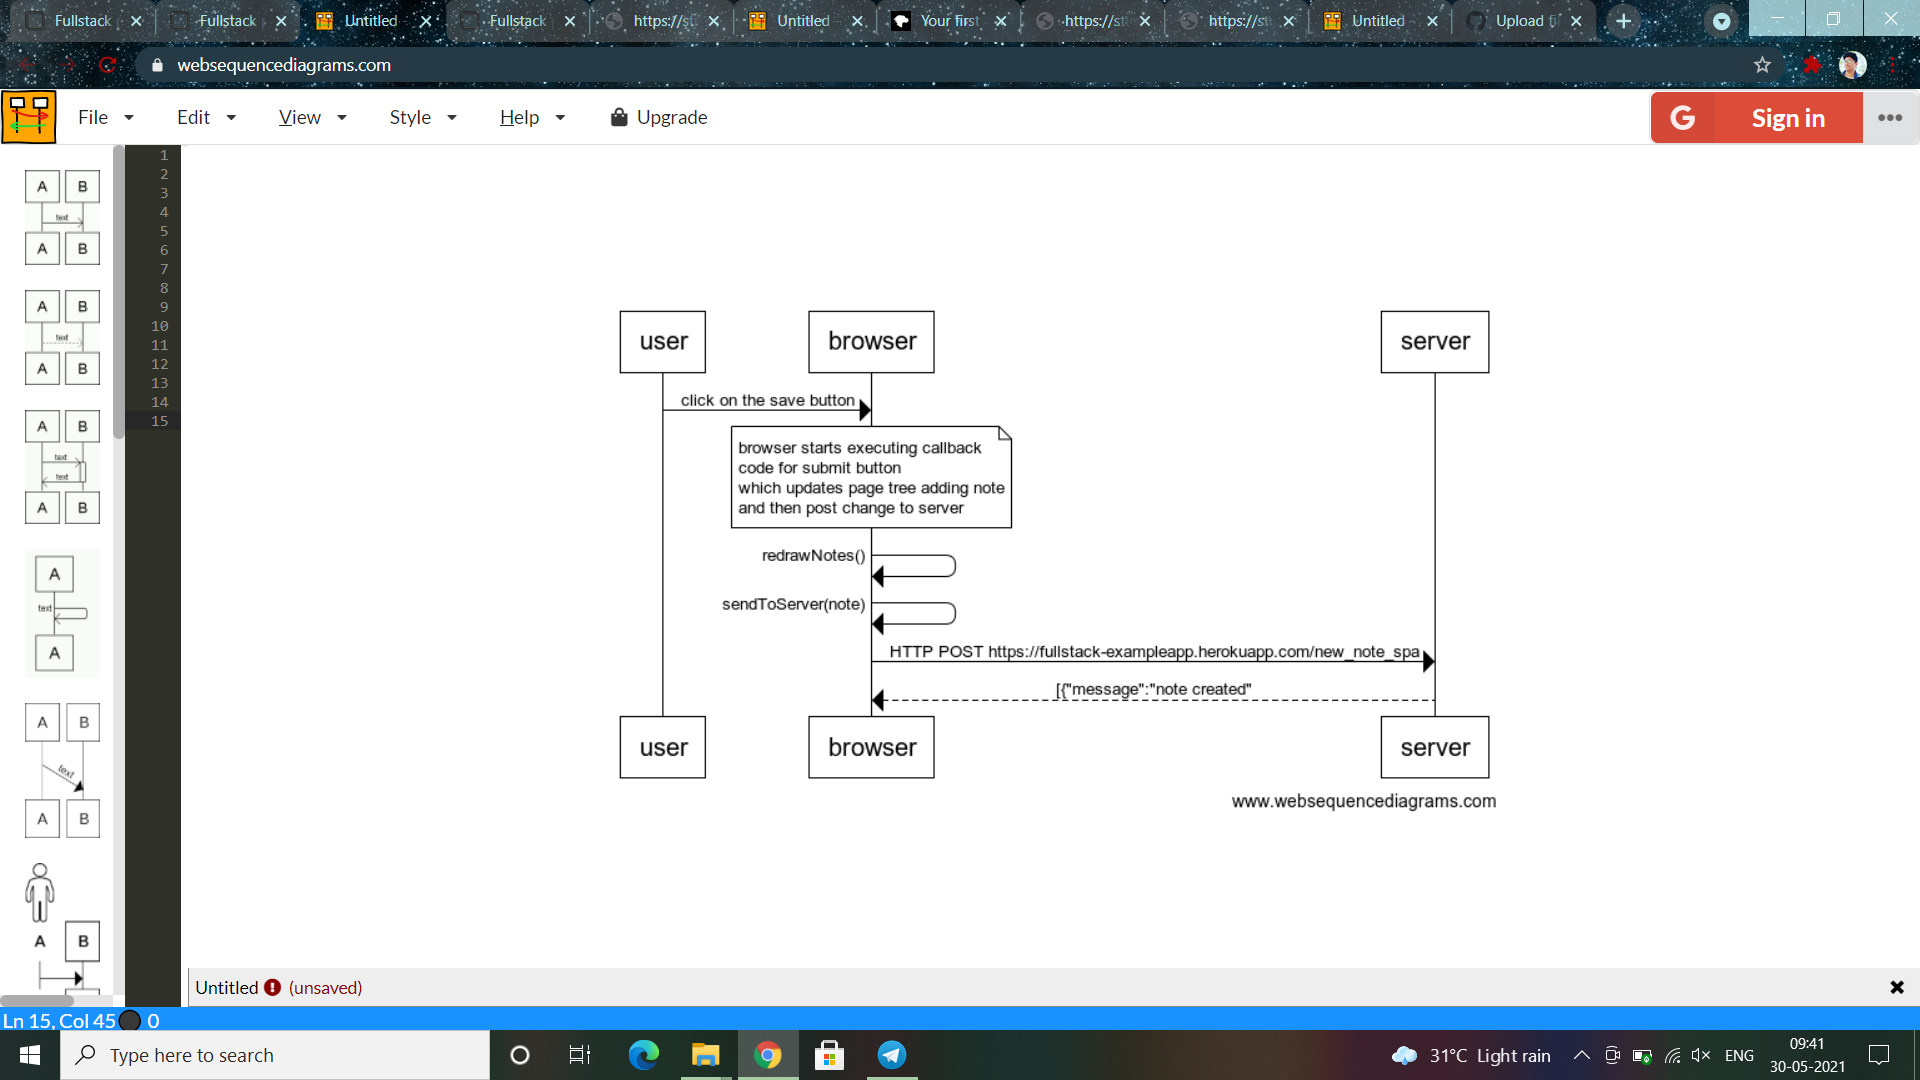 Fullstack
Fullstack
Untitled
Fullstack
https://st
Untitled
Your first
https://st
https://st
Untitled
Upload fi
websequencediagrams.com
File
Edit
View
Style
Help
Upgrade
G
Sign in
A B
text
A B
A B
text
A B
A B
text
text
A B
A
text
A
A B
text
A B
A B
1
2
3
4
5
6
7
8
9
10
11
12
13
14
15
user
browser
server
click on the save button
browser starts executing callback
code for submit button
which updates page tree adding note
and then post change to server
redrawNotes()
sendToServer(note)
HTTP POST https://fullstack-exampleapp.herokuapp.com/new_note_spa
[{"message":"note created"
user
browser
server
www.websequencediagrams.com
Untitled (unsaved)
Ln 15, Col 45 0
Type here to search
31°C Light rain
ENG
09:41
30-05-2021